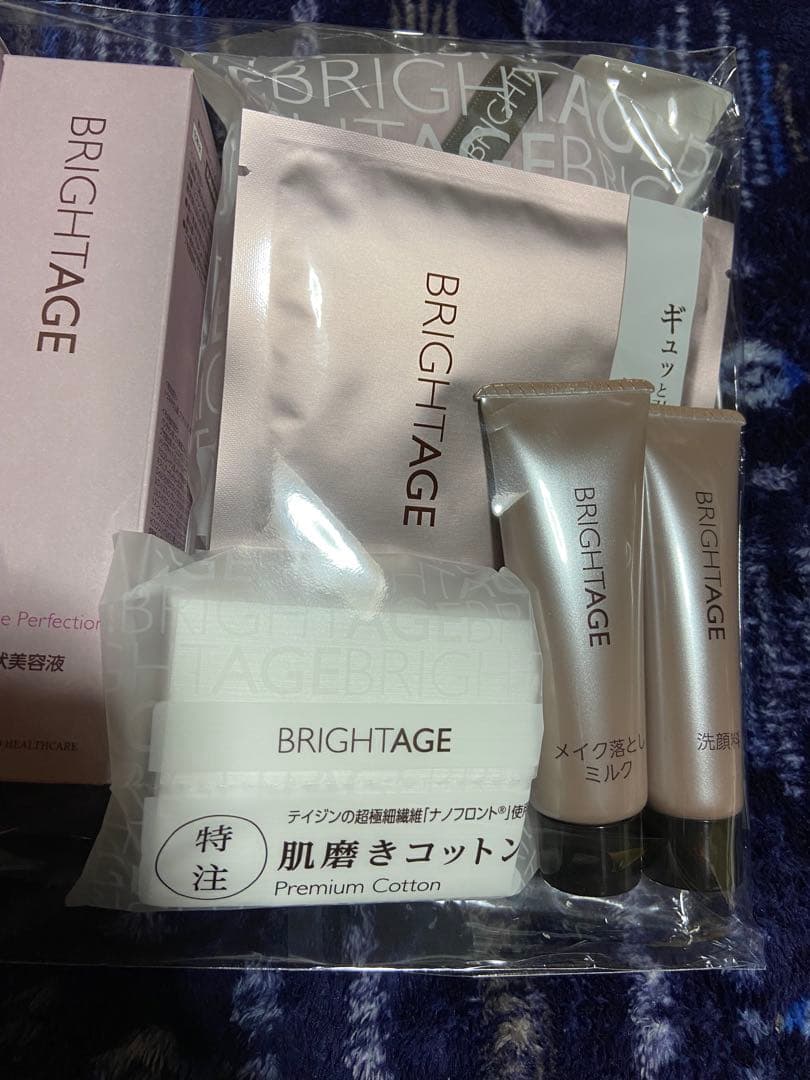 BRIGHTAGE
e Perfection
状美容液
HEALTHCARE
BRIGHTAGE
BRIGHTAGE
ギュッと
BRIGHTAGE
メイク落とし
ミルク
BRIGHTAGE
洗顔料
BRIGHTAGE
テイジンの超極細繊維「ナノフロント®」使
特注
肌磨きコットン
Premium Cotton